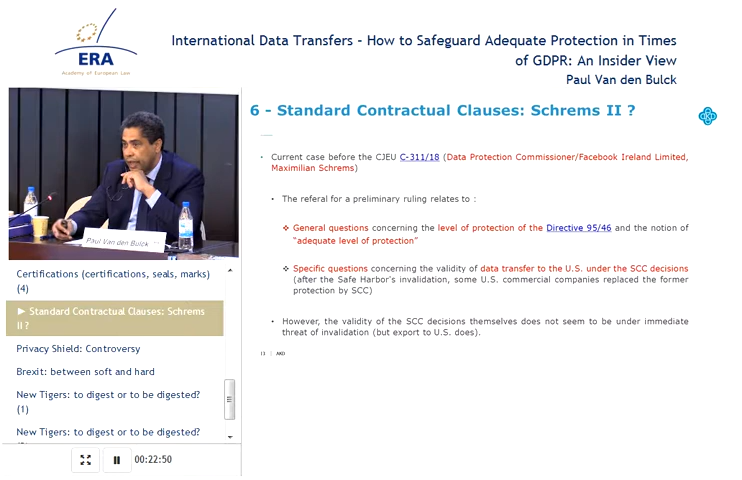 International Data Transfers - How to Safeguard Adequate Protection in Times
of GDPR: An Insider View
Paul Van den Bulck
ERA
Academy of European Law
6 - Standard Contractual Clauses: Schrems II ?
AKD
• Current case before the CJEU C-311/18 (Data Protection Commissioner/Facebook Ireland Limited,
Maximilian Schrems)
• The referal for a preliminary ruling relates to :
❖ General questions concerning the level of protection of the Directive 95/46 and the notion of
"adequate level of protection"
❖ Specific questions concerning the validity of data transfer to the U.S. under the SCC decisions
(after the Safe Harbor's invalidation, some U.S. commercial companies replaced the former
protection by SCC)
• However, the validity of the SCC decisions themselves does not seem to be under immediate
threat of invalidation (but export to U.S. does).
13 | AKD
Paul Van den Bulck
Certifications (certifications, seals, marks)
(4)
► Standard Contractual Clauses: Schrems
II ?
Privacy Shield: Controversy
Brexit: between soft and hard
New Tigers: to digest or to be digested?
(1)
New Tigers: to digest or to be digested?
00:22:50